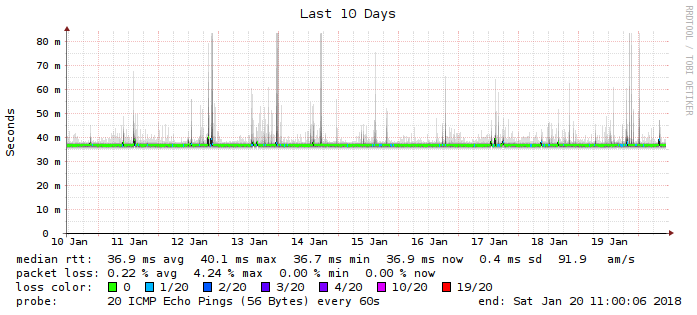 Last 10 Days
RRDTOOL / TOBI OETIKER
Seconds
80 m
70 m
60 m
50 m
40 m
30 m
20 m
10 m
0
10 Jan 11 Jan 12 Jan 13 Jan 14 Jan 15 Jan 16 Jan 17 Jan 18 Jan 19 Jan
median rtt: 36.9 ms avg 40.1 ms max 36.7 ms min 36.9 ms now 0.4 ms sd 91.9 am/s
packet loss: 0.22 % avg 4.24 % max 0.00 % min 0.00 % now
loss color: 0 1/20 2/20 3/20 4/20 10/20 19/20
probe: 20 ICMP Echo Pings (56 Bytes) every 60s end: Sat Jan 20 11:00:06 2018